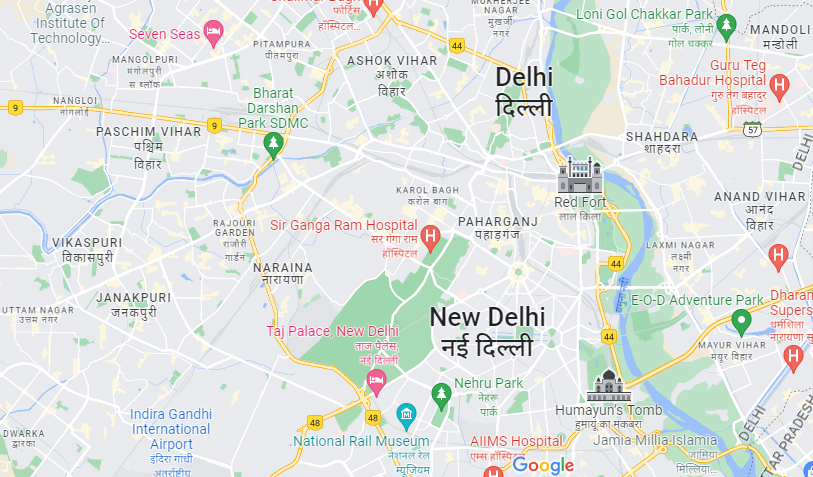 Agrasen
Institute Of
Technology...
Seven Seas
फ़ोर्टिस
हॉस्पिटल...
MUKHERJEE
NAGAR
मुखर्जी
नगर
Loni Gol Chakkar Park
पार्क, लोनी
गोल चक्कर
MANDOLI
मन्डोली
44
PITAMPURA
पीतमपुरा
MANGOLPURI
मंगोलपुरी
स ब्लॉक
ASHOK VIHAR
अशोक
विहार
Delhi
दिल्ली
Guru Teg
Bahadur Hospital
गुरु तेग बहादुर
हॉस्पिटल
Bharat
Darshan
Park SDMC
NANGLOI
नांगलोई
9
9
57
PASCHIM VIHAR
पश्चिम
विहार
SHAHDARA
शाहदरा
DELHI
KAROL BAGH
करोल बाग
Red Fort
लाल क़िला
ANAND VIHAR
आनंद
विहार
RAJOURI
GARDEN
राजौरी
गार्डन
Sir Ganga Ram Hospital
सर गंगा राम
हॉस्पिटल
PAHARGANJ
पहाड़गंज
VIKASPURI
विकासपुरी
LAXMI NAGAR
लक्ष्मी
नगर
NARAINA
नारायणा
44
यमुना नदी
JANAKPURI
जनकपुरी
UTTAM NAGAR
उत्तम नगर
E-O-D Adventure Park
Dharam
Supers
धर्मशिला
नारायणा सु
New Delhi
नई दिल्ली
Taj Palace, New Delhi
ताज पैलेस,
नई दिल्ली
44
MAYUR VIHAR
मयूर विहार
Nehru Park
नेहरू
पार्क
Humayun's Tomb
हुमायूं का मकबरा
Indira Gandhi
International
Airport
इंदिरा गांधी
अंतर्राष्ट्रीय
48
48
DWARKA
द्वारका
National Rail Museum
नेशनल रेल
म्यूजियम
AIIMS Hospital
एम्स हॉस्पिटल
Jamia Millia Islamia
जामिया
मिल्लिया...
DELHI
UTTAR PRADESH
Google